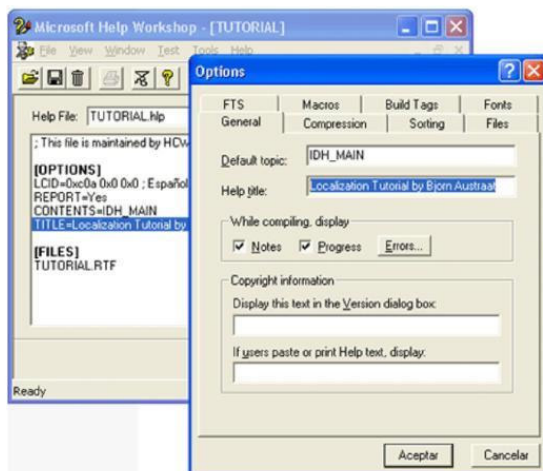 Microsoft Help Workshop - [TUTORIAL]
File View Window Test Tools Help
Help File: TUTORIAL.hlp
; This file is maintained by HCW
[OPTIONS]
LCID=0xc0a 0x0 0x0 ; Español
REPORT=Yes
CONTENTS=IDH_MAIN
TITLE=Localization Tutorial by
[FILES]
TUTORIAL.RTF
Ready
Options
FTS Macros Build Tags Fonts
General Compression Sorting Files
Default topic: IDH_MAIN
Help title: Localization Tutorial by Bjorn Austraat
While compiling, display
Notes Progress Errors...
Copyright information
Display this text in the Version dialog box:
If users paste or print Help text, display:
Aceptar Cancelar